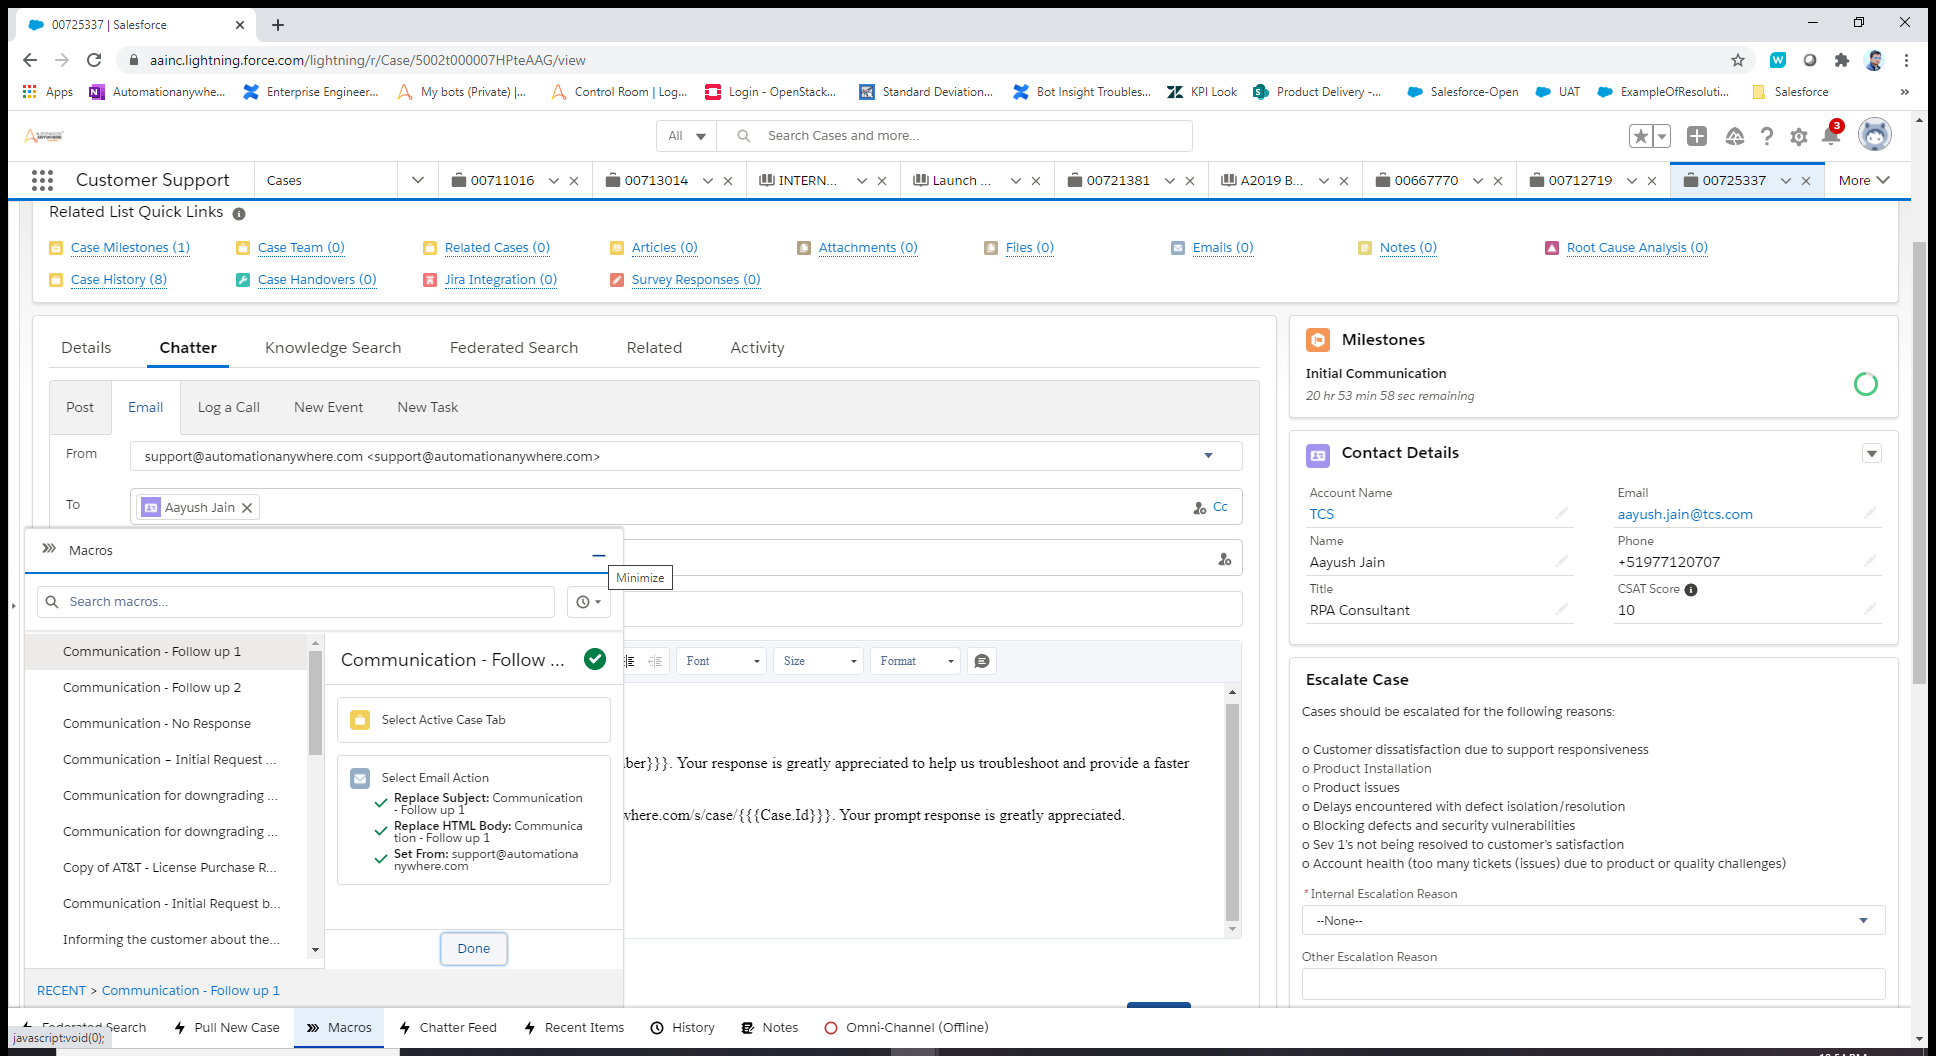 00725337 | Salesforce
aainc.lightning.force.com/lightning/r/Case/5002t000007HPteAAG/view
Apps
Automationanywhe...
Enterprise Engineer...
My bots (Private) |...
Control Room | Log...
Login - OpenStack...
Standard Deviation...
Bot Insight Troubles...
KPI Look
Product Delivery -...
Salesforce-Open
UAT
ExampleOfResoluti...
Salesforce
All
Search Cases and more...
3
Customer Support
Cases
00711016
00713014
INTERN...
Launch ...
00721381
A2019 B...
00667770
00712719
00725337
More
Related List Quick Links
Case Milestones (1)
Case Team (0)
Related Cases (0)
Articles (0)
Attachments (0)
Files (0)
Emails (0)
Notes (0)
Root Cause Analysis (0)
Case History (8)
Case Handovers (0)
Jira Integration (0)
Survey Responses (0)
Details
Chatter
Knowledge Search
Federated Search
Related
Activity
Post
Email
Log a Call
New Event
New Task
From
support@automationanywhere.com <support@automationanywhere.com>
To
Aayush Jain
Cc
Macros
Minimize
Search macros...
Communication - Follow up 1
Communication - Follow up 2
Communication - No Response
Communication – Initial Request ...
Communication for downgrading ...
Communication for downgrading ...
Copy of AT&T - License Purchase R...
Communication - Initial Request b...
Informing the customer about the...
Communication - Follow ...
Select Active Case Tab
Select Email Action
Replace Subject: Communication
- Follow up 1
Replace HTML Body: Communica
tion - Follow up 1
Set From: support@automationa
nywhere.com
Done
RECENT > Communication - Follow up 1
Font
Size
Format
ber}}}. Your response is greatly appreciated to help us troubleshoot and provide a faster
where.com/s/case/{{{Case.Id}}}. Your prompt response is greatly appreciated.
Milestones
Initial Communication
20 hr 53 min 58 sec remaining
Contact Details
Account Name
TCS
Email
aayush.jain@tcs.com
Name
Aayush Jain
Phone
+51977120707
Title
RPA Consultant
CSAT Score
10
Escalate Case
Cases should be escalated for the following reasons:
o Customer dissatisfaction due to support responsiveness
o Product Installation
o Product issues
o Delays encountered with defect isolation/resolution
o Blocking defects and security vulnerabilities
o Sev 1's not being resolved to customer's satisfaction
o Account health (too many tickets (issues) due to product or quality challenges)
* Internal Escalation Reason
--None--
Other Escalation Reason
Search
Pull New Case
Macros
Chatter Feed
Recent Items
History
Notes
Omni-Channel (Offline)
javascript:void(0);